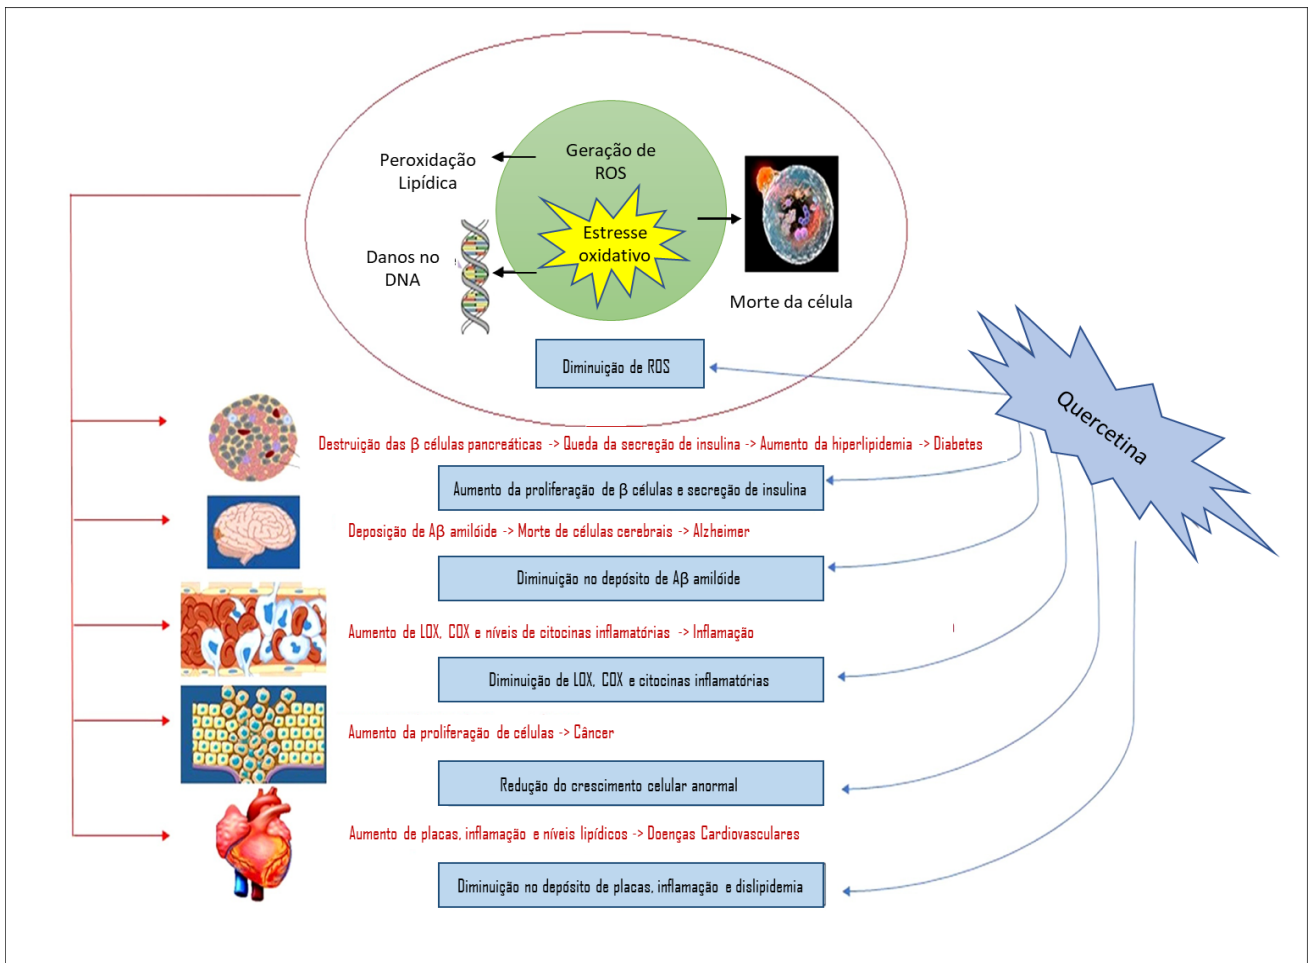 Peroxidação
Lipídica
Geração de
ROS
Estresse
oxidativo
Danos no
DNA
Morte da célula
Diminuição de ROS
Quercetina
Destruição das β células pancreáticas -> Queda da secreção de insulina -> Aumento da hiperlipidemia -> Diabetes
Aumento da proliferação de β células e secreção de insulina
Deposição de Aβ amilóide -> Morte de células cerebrais -> Alzheimer
Diminuição no depósito de Aβ amilóide
Aumento de LOX, COX e níveis de citocinas inflamatórias -> Inflamação
Diminuição de LOX, COX e citocinas inflamatórias
Aumento da proliferação de células -> Câncer
Redução do crescimento celular anormal
Aumento de placas, inflamação e níveis lipídicos -> Doenças Cardiovasculares
Diminuição no depósito de placas, inflamação e dislipidemia